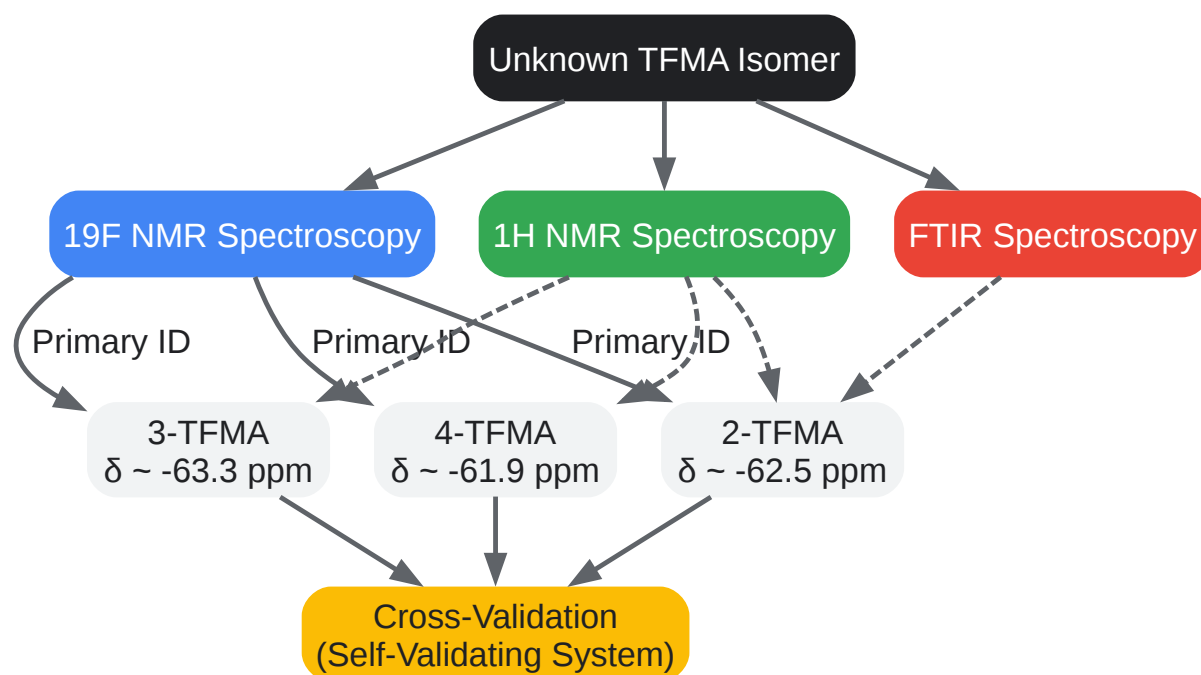 Unknown TFMA Isomer
19F NMR Spectroscopy
1H NMR Spectroscopy
FTIR Spectroscopy
Primary ID
Primary ID
Primary ID
3-TFMA
δ ~ -63.3 ppm
4-TFMA
δ ~ -61.9 ppm
2-TFMA
δ ~ -62.5 ppm
Cross-Validation
(Self-Validating System)